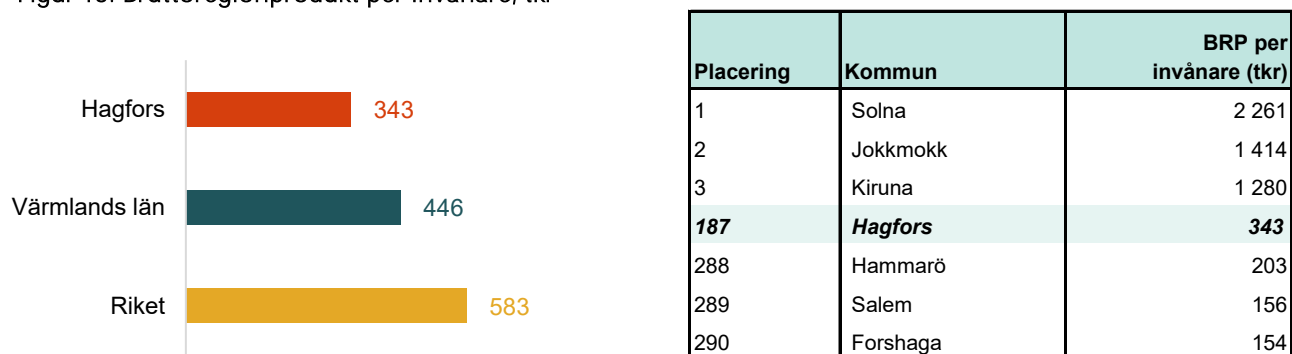 Hagfors 343
Värmlands län 446
Riket 583
Placering Kommun BRP per invånare (tkr)
1 Solna 2 261
2 Jokkmokk 1 414
3 Kiruna 1 280
187 Hagfors 343
288 Hammarö 203
289 Salem 156
290 Forshaga 154